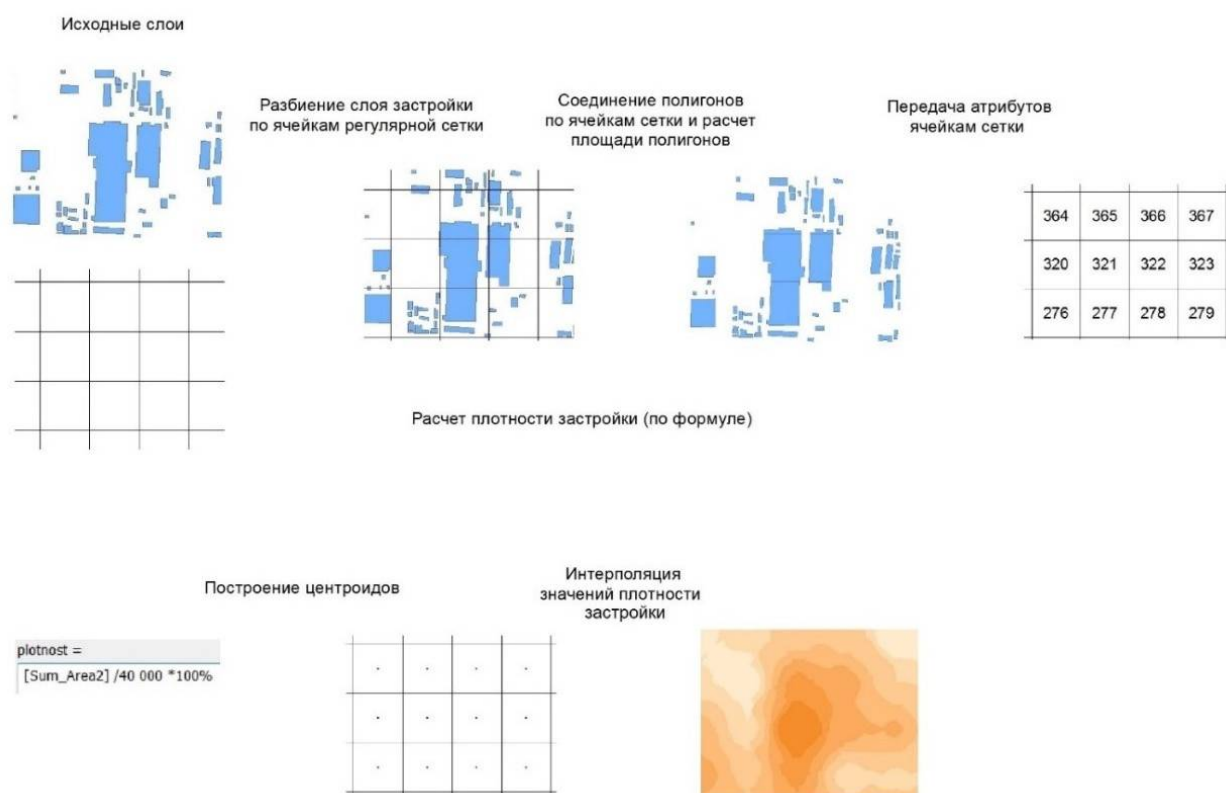 Исходные слои
Разбиение слоя застройки
по ячейкам регулярной сетки
Соединение полигонов
по ячейкам сетки и расчет
площади полигонов
Передача атрибутов
ячейкам сетки
364 365 366 367
320 321 322 323
276 277 278 279
Расчет плотности застройки (по формуле)
plotnost =
[Sum_Area2] /40 000 *100%
Построение центроидов
Интерполяция
значений плотности
застройки